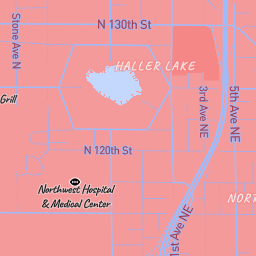 Stone Ave N
N 130th St
HALLER LAKE
Grill
3rd Ave NE
5th Ave NE
N 120th St
Northwest Hospital
& Medical Center
NORT
1st Ave NE